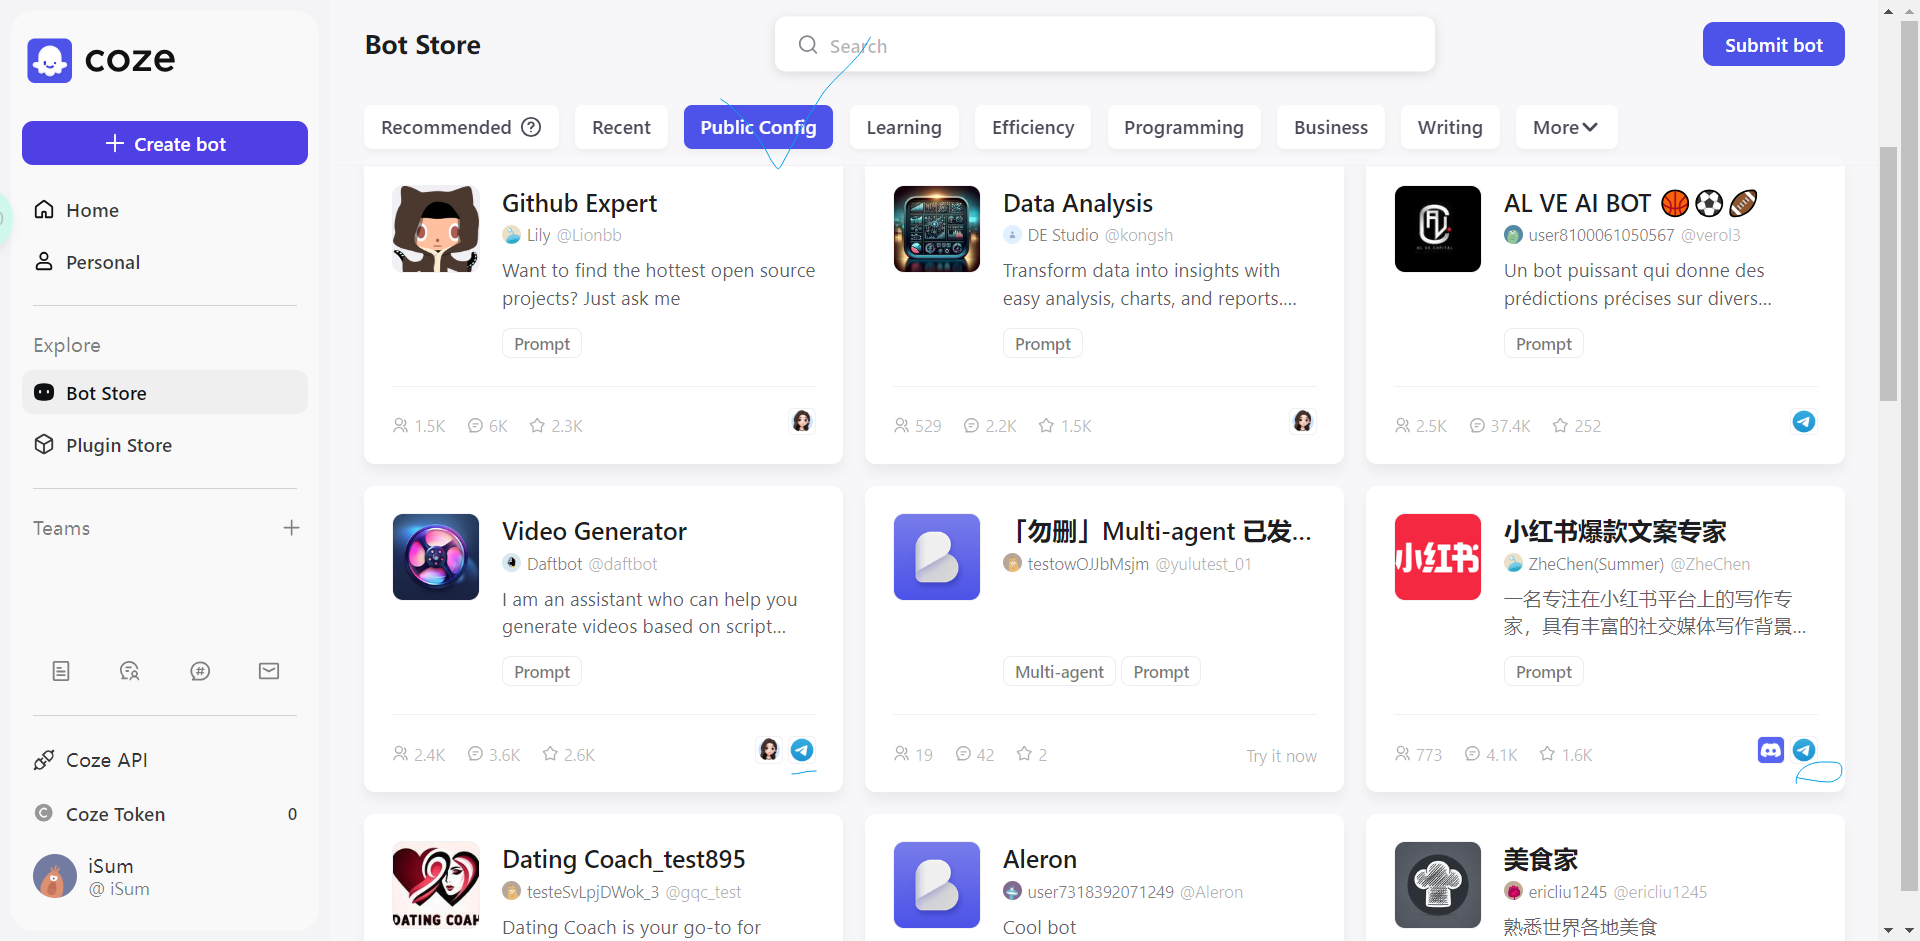 coze
Create bot
Home
Personal
Explore
Bot Store
Plugin Store
Teams
Coze API
Coze Token 0
iSum
@ iSum
Bot Store
Search
Submit bot
Recommended
Recent
Public Config
Learning
Efficiency
Programming
Business
Writing
More
Github Expert
Lily @Lionbb
Want to find the hottest open source
projects? Just ask me
Prompt
1.5K 6K 2.3K
Data Analysis
DE Studio @kongsh
Transform data into insights with
easy analysis, charts, and reports....
Prompt
529 2.2K 1.5K
AL VE CAPITAL
AL VE AI BOT 🏀⚽🏈
user8100061050567 @verol3
Un bot puissant qui donne des
prédictions précises sur divers...
Prompt
2.5K 37.4K 252
Video Generator
Daftbot @daftbot
I am an assistant who can help you
generate videos based on script...
Prompt
2.4K 3.6K 2.6K
「勿删」Multi-agent 已发...
testowOJJbMsjm @yulutest_01
Multi-agent Prompt
19 42 2 Try it now
小红书
小红书爆款文案专家
ZheChen(Summer) @ZheChen
一名专注在小红书平台上的写作专
家，具有丰富的社交媒体写作背景...
Prompt
773 4.1K 1.6K
DATING COACH
Dating Coach_test895
testeSvLpjDWok_3 @gqc_test
Dating Coach is your go-to for
Aleron
user7318392071249 @Aleron
Cool bot
美食家
ericliu1245 @ericliu1245
熟悉世界各地美食